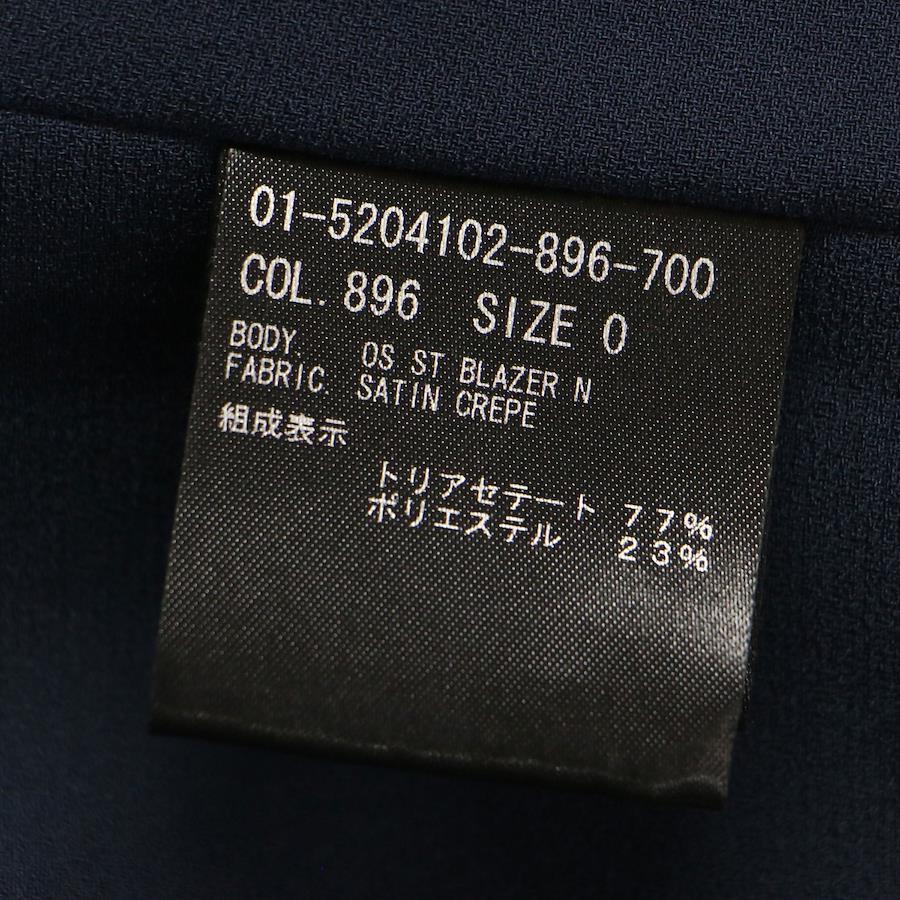 01-5204102-896-700
COL. 896 SIZE 0
BODY. OS ST BLAZER N
FABRIC. SATIN CREPE
組成表示
トリアセテート 77%
ポリエステル 23%